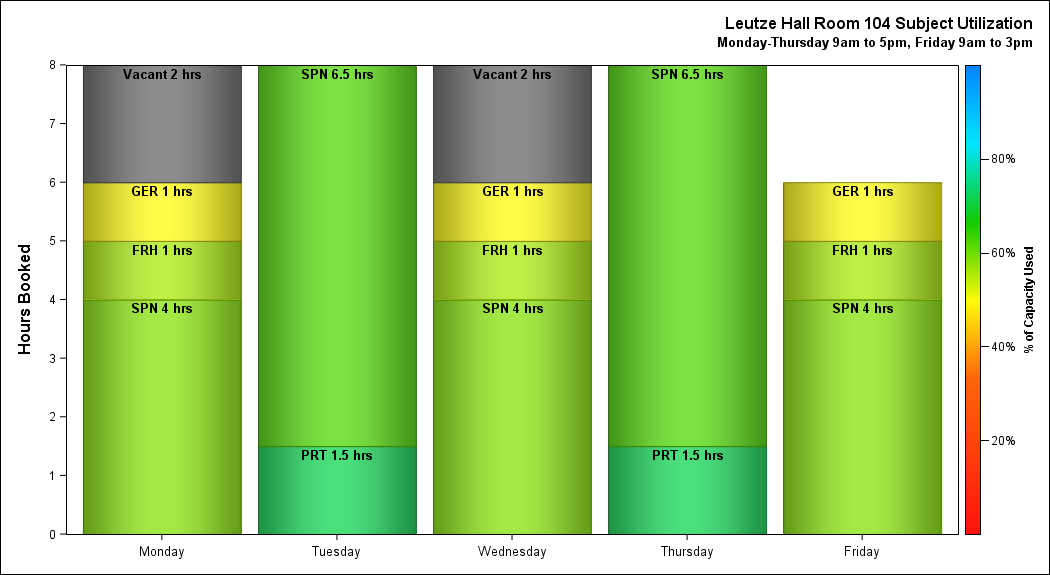 Leutze Hall Room 104 Subject Utilization
Monday-Thursday 9am to 5pm, Friday 9am to 3pm
Hours Booked
8
7
6
5
4
3
2
1
0
Vacant 2 hrs
GER 1 hrs
FRH 1 hrs
SPN 4 hrs
SPN 6.5 hrs
PRT 1.5 hrs
Vacant 2 hrs
GER 1 hrs
FRH 1 hrs
SPN 4 hrs
SPN 6.5 hrs
PRT 1.5 hrs
GER 1 hrs
FRH 1 hrs
SPN 4 hrs
Monday
Tuesday
Wednesday
Thursday
Friday
80%
60%
40%
20%
% of Capacity Used